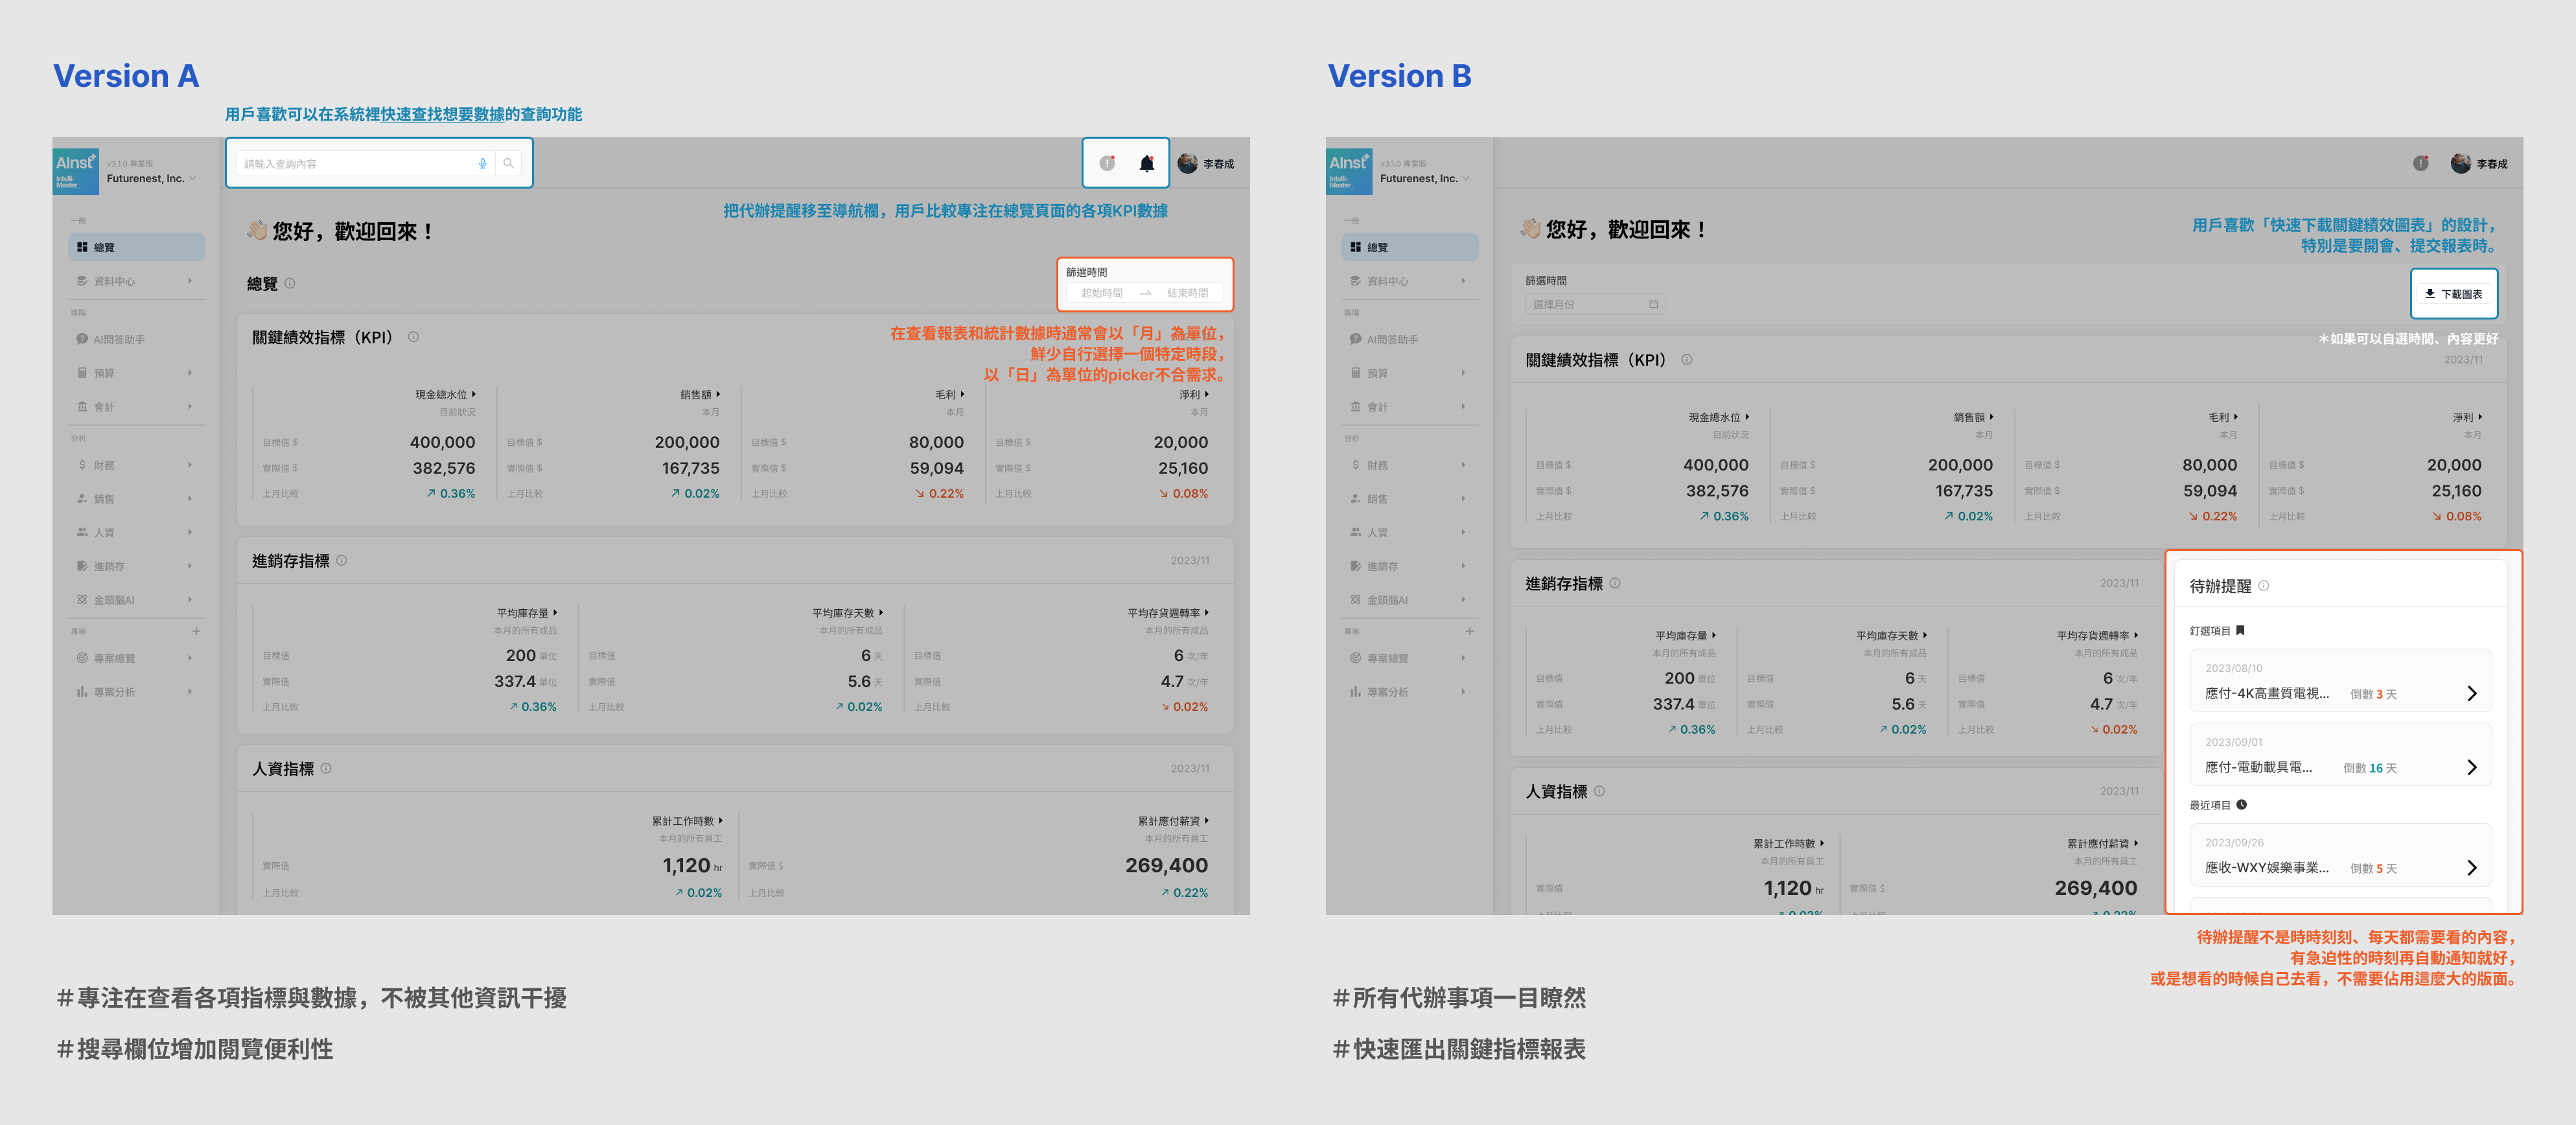 Version A
用戶喜歡可以在系統裡快速查找想要數據的查詢功能
AInst+
Intelli-
Master_
v3.1.0 專業版
Futurenest, Inc.
請輸入查詢內容
李春成
把代辦提醒移至導航欄，用戶比較專注在總覽頁面的各項KPI數據
一般
總覽
資料中心
進階
AI問答助手
預算
會計
分析
財務
銷售
人資
進銷存
金頭腦AI
專案
專案總覽
專案分析
👋🏻 您好，歡迎回來！
總覽
篩選時間
起始時間 → 結束時間
關鍵績效指標（KPI）
在查看報表和統計數據時通常會以「月」為單位，
鮮少自行選擇一個特定時段，
以「日」為單位的picker不合需求。
現金總水位
目前狀況
目標值 $ 400,000
實際值 $ 382,576
上月比較 ↗ 0.36%
銷售額
本月
目標值 $ 200,000
實際值 $ 167,735
上月比較 ↗ 0.02%
毛利
本月
目標值 $ 80,000
實際值 $ 59,094
上月比較 ↘ 0.22%
淨利
本月
目標值 $ 20,000
實際值 $ 25,160
上月比較 ↘ 0.08%
進銷存指標
2023/11
平均庫存量
本月的所有成品
目標值 200 單位
實際值 337.4 單位
上月比較 ↗ 0.36%
平均庫存天數
本月的所有成品
目標值 6 天
實際值 5.6 天
上月比較 ↗ 0.02%
平均存貨週轉率
本月的所有成品
目標值 6 次/年
實際值 4.7 次/年
上月比較 ↘ 0.02%
人資指標
2023/11
累計工作時數
本月的所有員工
實際值 1,120 hr
上月比較 ↗ 0.02%
累計應付薪資
本月的所有員工
實際值 $ 269,400
上月比較 ↗ 0.22%
＃專注在查看各項指標與數據，不被其他資訊干擾
＃搜尋欄位增加閱覽便利性
Version B
AInst+
Intelli-
Master_
v3.1.0 專業版
Futurenest, Inc.
李春成
一般
總覽
資料中心
進階
AI問答助手
預算
會計
分析
財務
銷售
人資
進銷存
金頭腦AI
專案
專案總覽
專案分析
👋🏻 您好，歡迎回來！
用戶喜歡「快速下載關鍵績效圖表」的設計，
特別是要開會、提交報表時。
篩選時間
選擇月份
下載圖表
＊如果可以自選時間、內容更好
關鍵績效指標（KPI）
2023/11
現金總水位
目前狀況
目標值 $ 400,000
實際值 $ 382,576
上月比較 ↗ 0.36%
銷售額
本月
目標值 $ 200,000
實際值 $ 167,735
上月比較 ↗ 0.02%
毛利
本月
目標值 $ 80,000
實際值 $ 59,094
上月比較 ↘ 0.22%
淨利
本月
目標值 $ 20,000
實際值 $ 25,160
上月比較 ↘ 0.08%
進銷存指標
2023/11
平均庫存量
本月的所有成品
目標值 200 單位
實際值 337.4 單位
上月比較 ↗ 0.36%
平均庫存天數
本月的所有成品
目標值 6 天
實際值 5.6 天
上月比較 ↗ 0.02%
平均存貨週轉率
本月的所有成品
目標值 6 次/年
實際值 4.7 次/年
上月比較 ↘ 0.02%
人資指標
2023/11
累計工作時數
本月的所有員工
實際值 1,120 hr
累計應付薪資
本月的所有員工
實際值 $ 269,400
待辦提醒
釘選項目
2023/08/10
應付-4K高畫質電視... 倒數 3 天
2023/09/01
應付-電動載具電... 倒數 16 天
最近項目
2023/09/26
應收-WXY娛樂事業... 倒數 5 天
待辦提醒不是時時刻刻、每天都需要看的內容，
有急迫性的時刻再自動通知就好，
或是想看的時候自己去看，不需要佔用這麼大的版面。
＃所有代辦事項一目瞭然
＃快速匯出關鍵指標報表